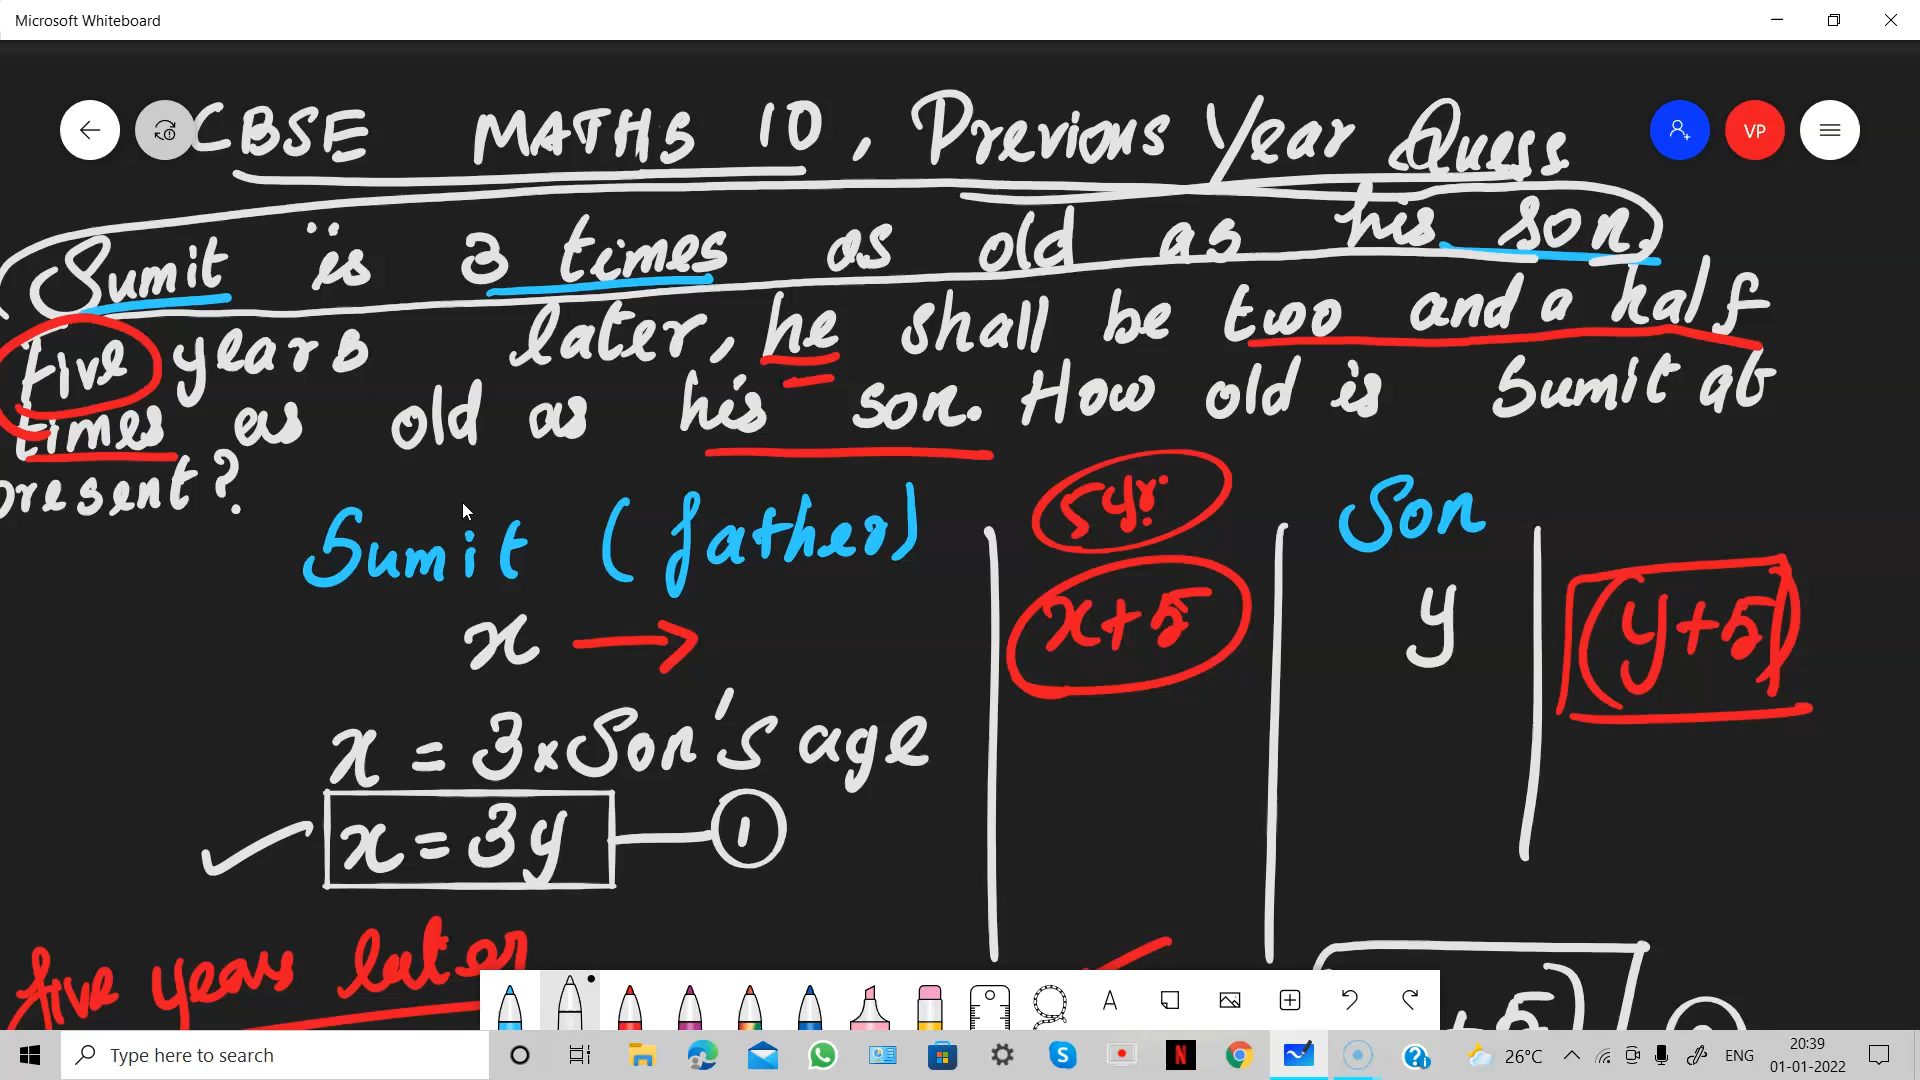 Microsoft Whiteboard
CBSE MATHS 10, Previous Year Quess
VP
Sumit is 3 times as old as his son.
Five years later, he shall be two and a half
times as old as his son. How old is Sumit at
present?
Sumit (father) 5yr. Son
x → x+5 y (y+5)
x = 3×Son's age
x = 3y — 1
five years later
+5)
A
Type here to search
26°C
ENG
20:39
01-01-2022